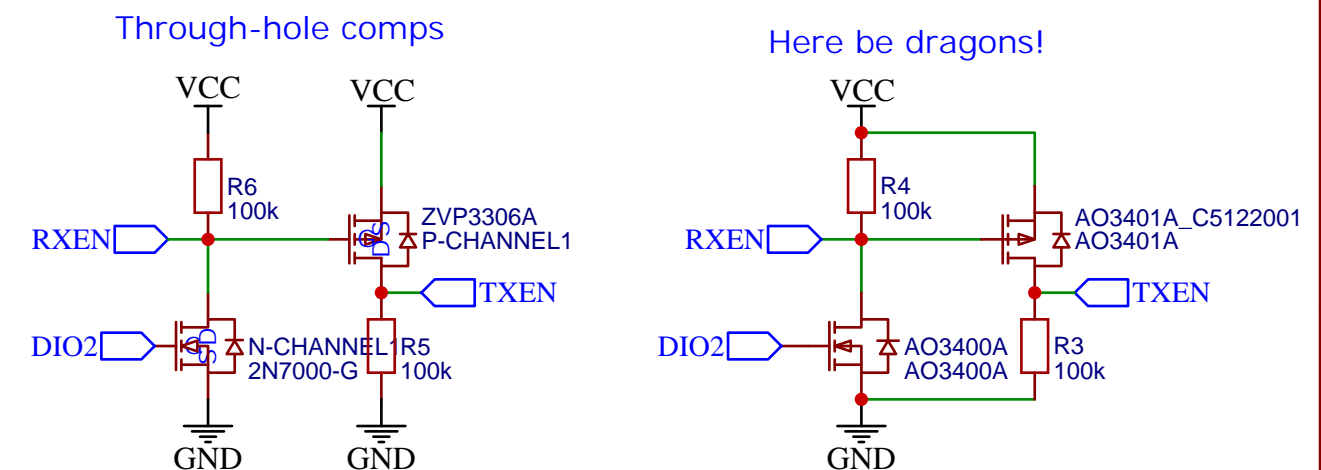 Through-hole comps
Here be dragons!
VCC
VCC
VCC
R6
100k
R4
100k
RXEN
ZVP3306A
P-CHANNEL1
G
D S
RXEN
AO3401A_C5122001
AO3401A
TXEN
TXEN
DIO2
G
S D
N-CHANNEL1
2N7000-G
R5
100k
DIO2
AO3400A
AO3400A
R3
100k
GND
GND
GND